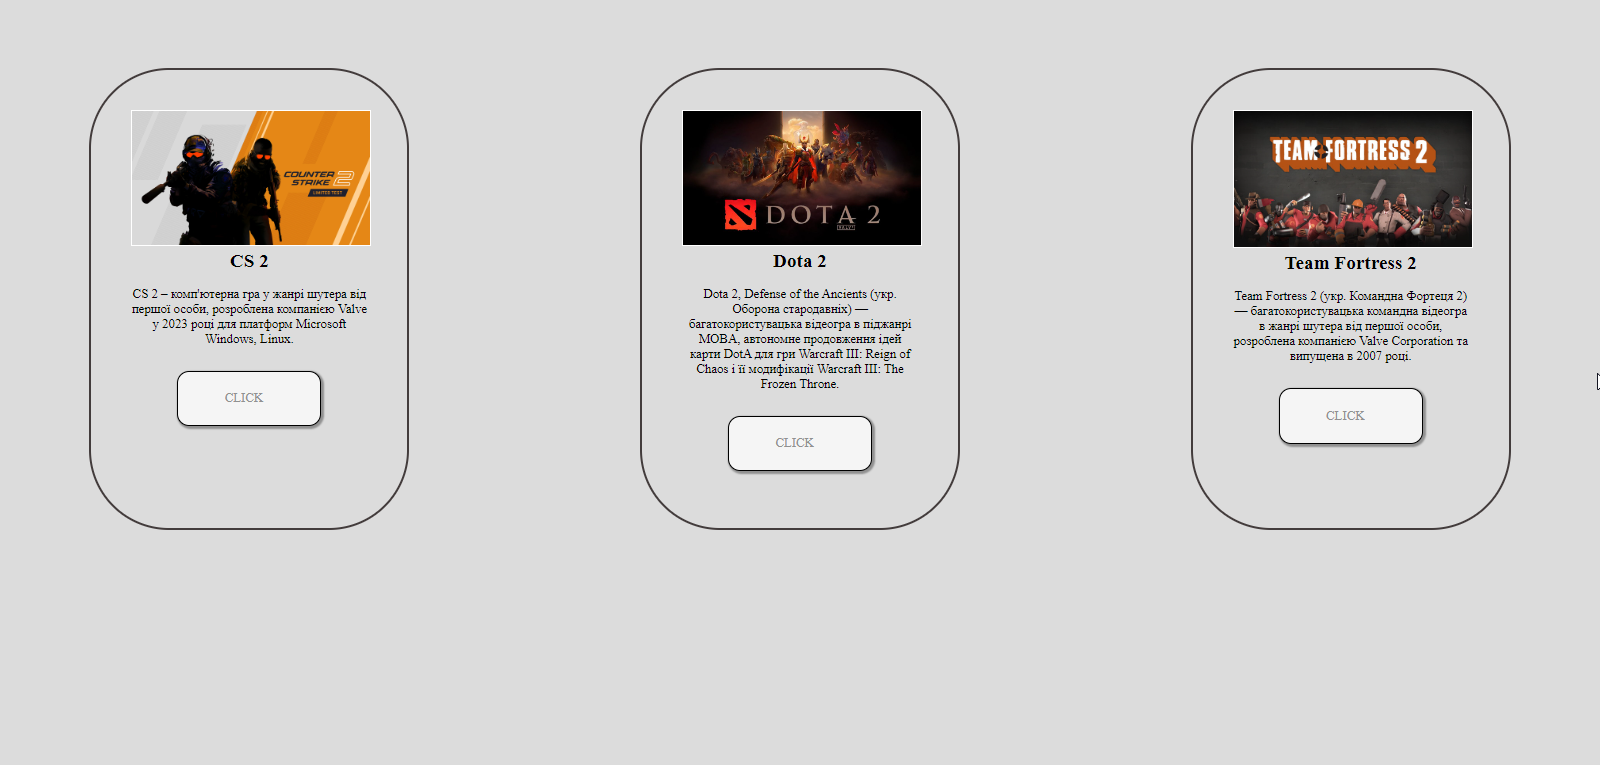 COUNTER
STRIKE 2
LIMITED TEST
CS 2
CS 2 – комп'ютерна гра у жанрі шутера від
першої особи, розроблена компанією Valve
у 2023 році для платформ Microsoft
Windows, Linux.
CLICK
DOTA 2
VALVE
Dota 2
Dota 2, Defense of the Ancients (укр.
Оборона стародавніх) —
багатокористувацька відеогра в піджанрі
MOBA, автономне продовження ідей
карти DotA для гри Warcraft III: Reign of
Chaos і її модифікації Warcraft III: The
Frozen Throne.
CLICK
TEAM FORTRESS 2
Team Fortress 2
Team Fortress 2 (укр. Командна Фортеця 2)
— багатокористувацька командна відеогра
в жанрі шутера від першої особи,
розроблена компанією Valve Corporation та
випущена в 2007 році.
CLICK